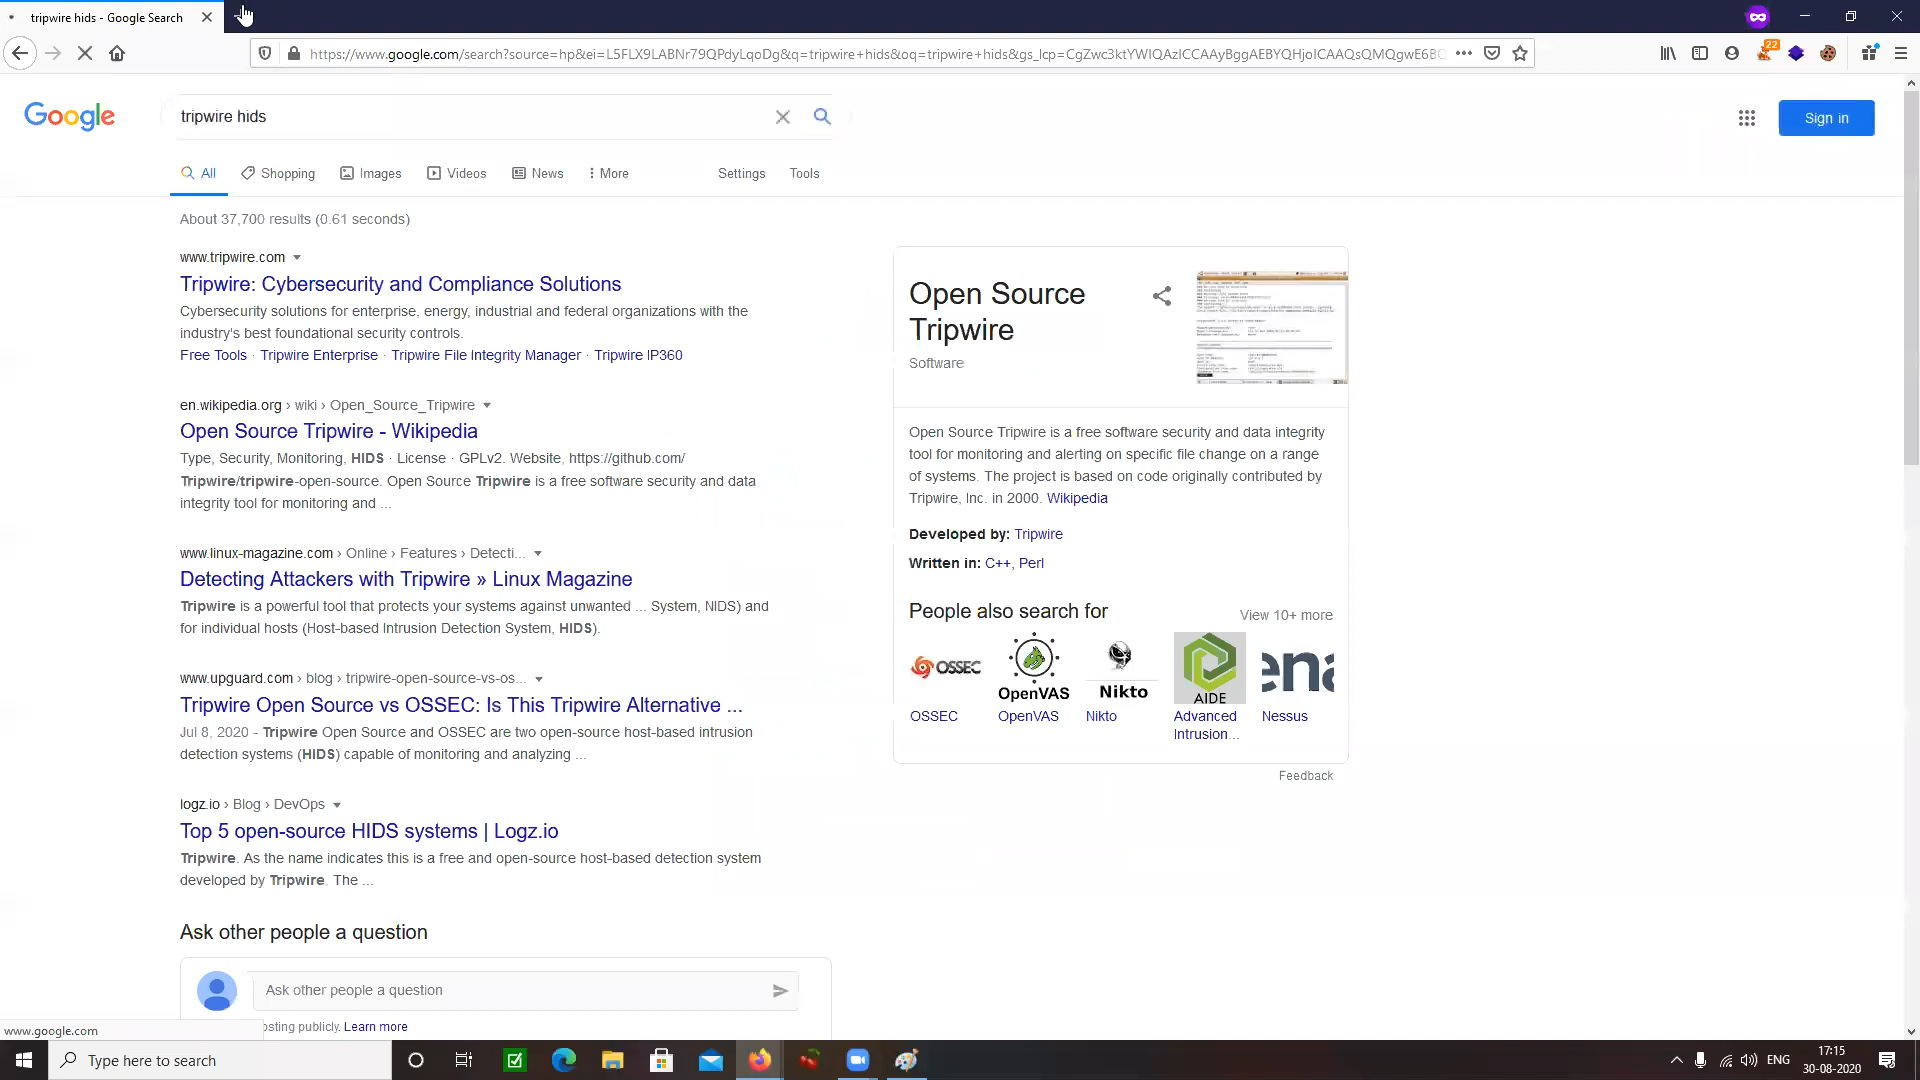 tripwire hids - Google Search
https://www.google.com/search?source=hp&ei=L5FLX9LABNr79QPdyLqoDg&q=tripwire+hids&oq=tripwire+hids&gs_lcp=CgZwc3ktYWIQAzICCAAyBggAEBYQHjoICAAQsQMQgwE6BQ
22
Google
tripwire hids
Sign in
All
Shopping
Images
Videos
News
More
Settings
Tools
About 37,700 results (0.61 seconds)
www.tripwire.com
Tripwire: Cybersecurity and Compliance Solutions
Cybersecurity solutions for enterprise, energy, industrial and federal organizations with the
industry's best foundational security controls.
Free Tools · Tripwire Enterprise · Tripwire File Integrity Manager · Tripwire IP360
en.wikipedia.org › wiki › Open_Source_Tripwire
Open Source Tripwire - Wikipedia
Type, Security, Monitoring, HIDS · License · GPLv2. Website, https://github.com/
Tripwire/tripwire-open-source. Open Source Tripwire is a free software security and data
integrity tool for monitoring and ...
www.linux-magazine.com › Online › Features › Detecti...
Detecting Attackers with Tripwire » Linux Magazine
Tripwire is a powerful tool that protects your systems against unwanted ... System, NIDS) and
for individual hosts (Host-based Intrusion Detection System, HIDS).
www.upguard.com › blog › tripwire-open-source-vs-os...
Tripwire Open Source vs OSSEC: Is This Tripwire Alternative ...
Jul 8, 2020 - Tripwire Open Source and OSSEC are two open-source host-based intrusion
detection systems (HIDS) capable of monitoring and analyzing ...
logz.io › Blog › DevOps
Top 5 open-source HIDS systems | Logz.io
Tripwire. As the name indicates this is a free and open-source host-based detection system
developed by Tripwire. The ...
Ask other people a question
Ask other people a question
osting publicly. Learn more
Open Source
Tripwire
Software
Open Source Tripwire is a free software security and data integrity
tool for monitoring and alerting on specific file change on a range
of systems. The project is based on code originally contributed by
Tripwire, Inc. in 2000. Wikipedia
Developed by: Tripwire
Written in: C++, Perl
People also search for
View 10+ more
OSSEC
OpenVAS
Nikto
AIDE
ena
OSSEC
OpenVAS
Nikto
Advanced
Intrusion...
Nessus
Feedback
www.google.com
Type here to search
ENG
17:15
30-08-2020